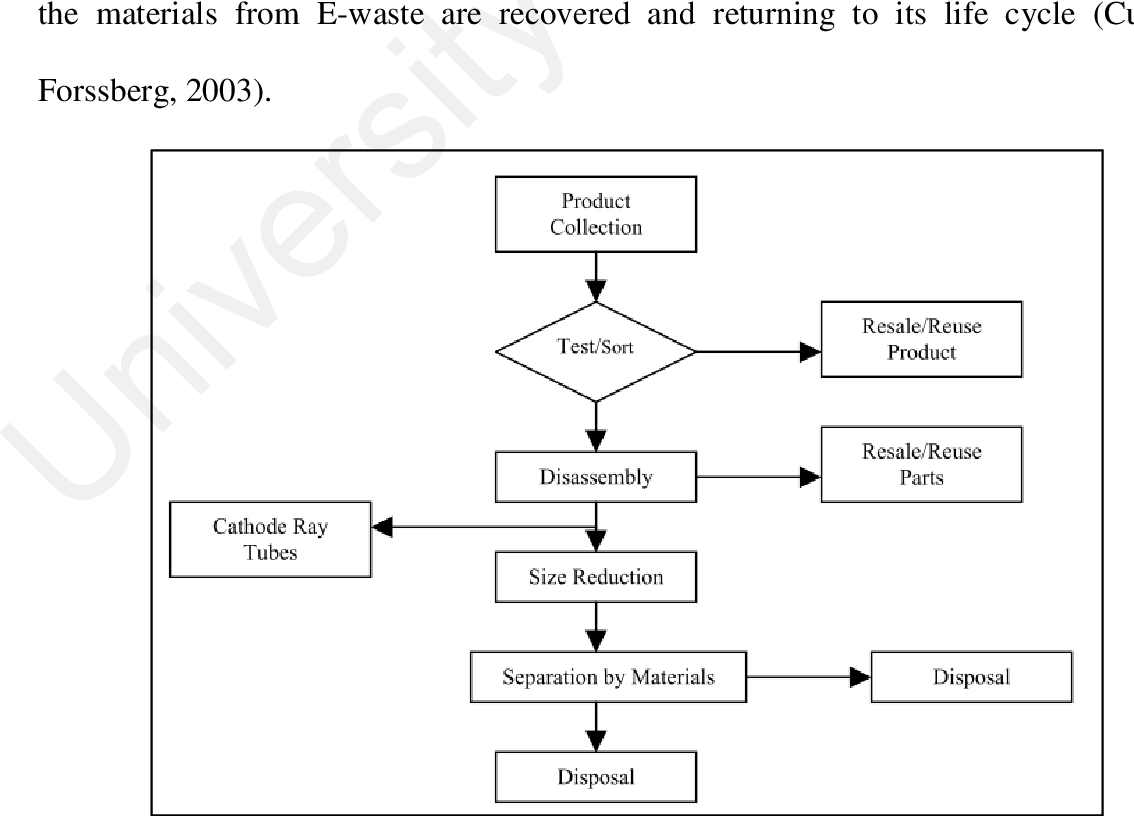 the materials from E-waste are recovered and returning to its life cycle (Cu
Forssberg, 2003).
Product
Collection
Test/Sort
Resale/Reuse
Product
Disassembly
Resale/Reuse
Parts
Cathode Ray
Tubes
Size Reduction
Separation by Materials
Disposal
Disposal
University